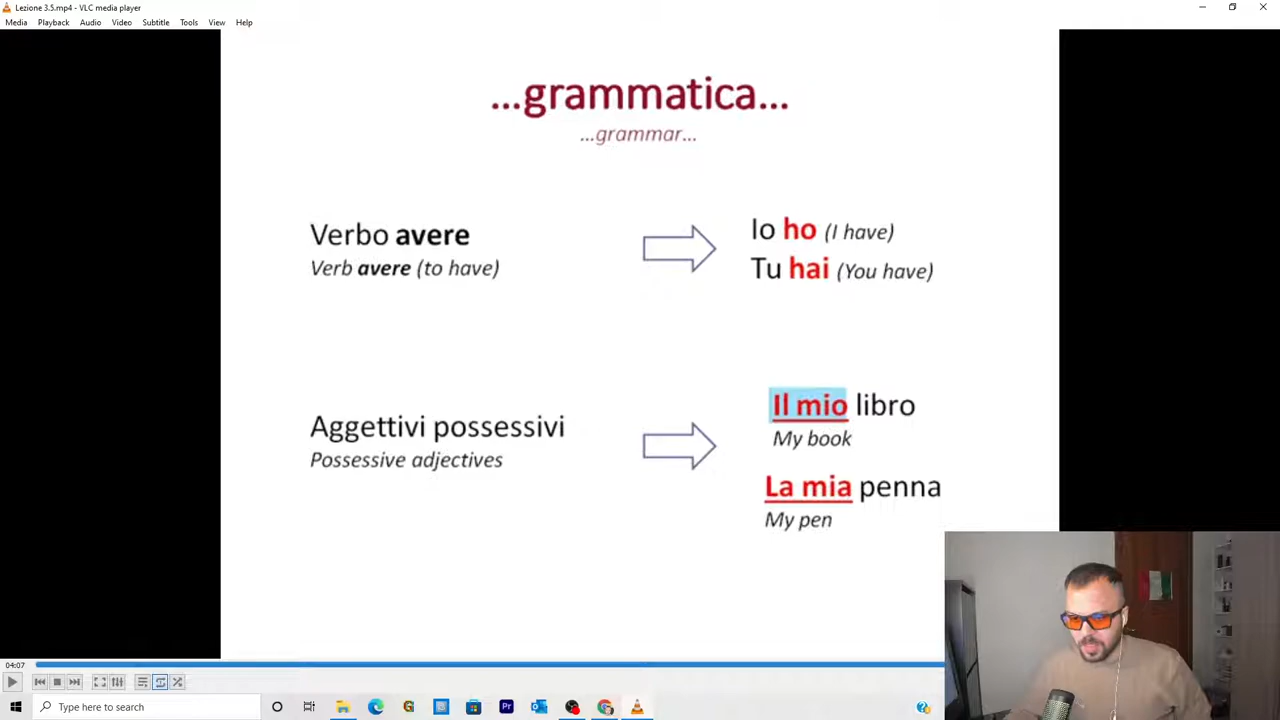 Lezione 3.5.mp4 - VLC media player
Media Playback Audio Video Subtitle Tools View Help
...grammatica...
...grammar...
Verbo avere
Verb avere (to have)
Io ho (I have)
Tu hai (You have)
Aggettivi possessivi
Possessive adjectives
Il mio libro
My book
La mia penna
My pen
04:07
Type here to search